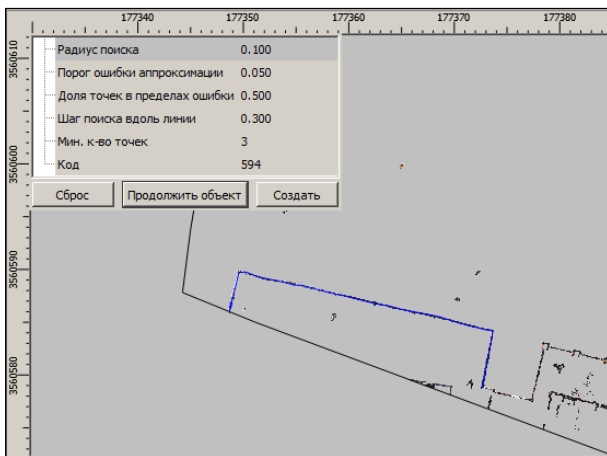 177340 177350 177360 177370 177380
3560610
3560600
3560590
3560580
Радиус поиска 0.100
Порог ошибки аппроксимации 0.050
Доля точек в пределах ошибки 0.500
Шаг поиска вдоль линии 0.300
Мин. к-во точек 3
Код 594
Сброс Продолжить объект Создать